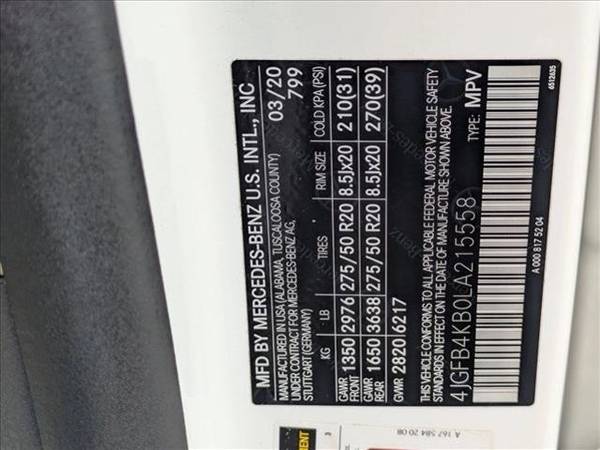 MFD BY MERCEDES-BENZ U.S. INTL., INC
MANUFACTURED IN USA (ALABAMA, TUSCALOOSA COUNTY) 03/20
UNDER CONTRACT FOR MERCEDES-BENZ AG, 799
STUTTGART (GERMANY)
KG LB TIRES RIM SIZE COLD KPA (PSI)
GAWR FRONT 1350 2976 275/50 R20 8.5Jx20 210(31)
GAWR REAR 1650 3638 275/50 R20 8.5Jx20 270(39)
GVWR 2820 6217
THIS VEHICLE CONFORMS TO ALL APPLICABLE FEDERAL MOTOR VEHICLE SAFETY
STANDARDS IN EFFECT ON THE DATE OF MANUFACTURE SHOWN ABOVE.
4JGFB4KB0LA215558 TYPE: MPV
A 000 817 52 04
6512635
A 167 584 20 08